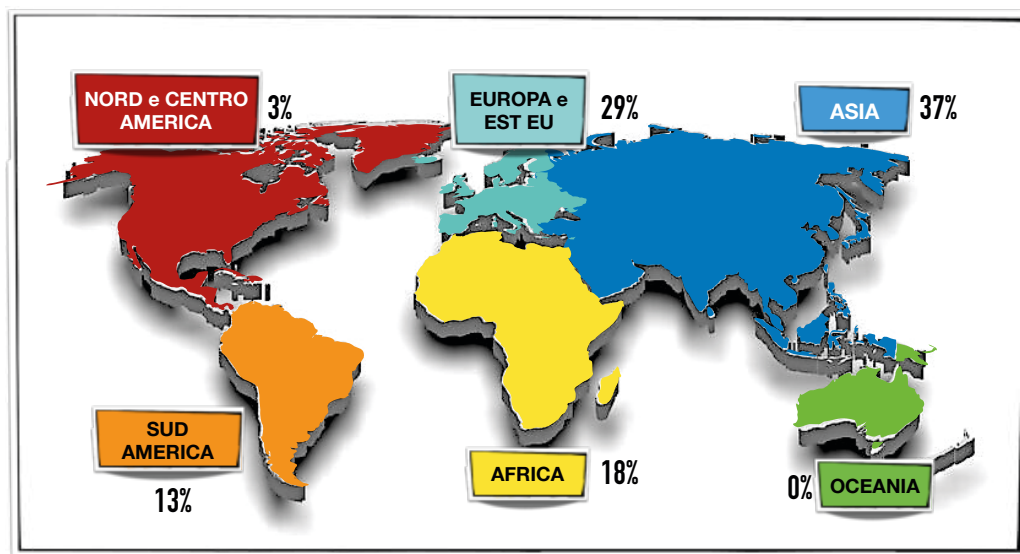 NORD e CENTRO
AMERICA
3%
EUROPA e
EST EU
29%
ASIA
37%
SUD
AMERICA
13%
AFRICA
18%
0%
OCEANIA